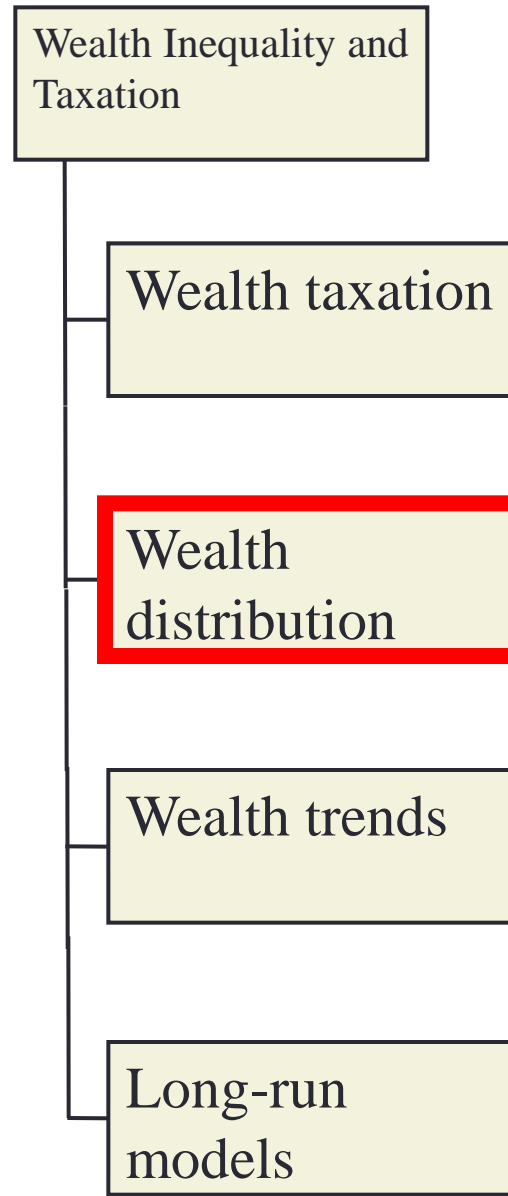 Wealth Inequality and
Taxation
Wealth taxation
Wealth
distribution
Wealth trends
Long-run
models